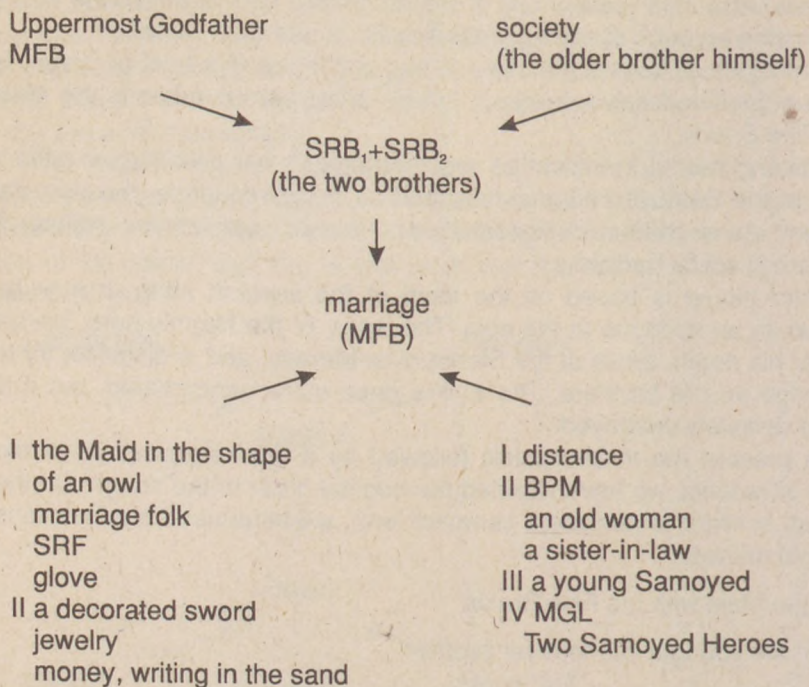 Uppermost Godfather
MFB
society
(the older brother himself)
SRB₁+SRB₂
(the two brothers)
marriage
(MFB)
I the Maid in the shape
of an owl
marriage folk
SRF
glove
II a decorated sword
jewelry
money, writing in the sand
I distance
II BPM
an old woman
a sister-in-law
III a young Samoyed
IV MGL
Two Samoyed Heroes